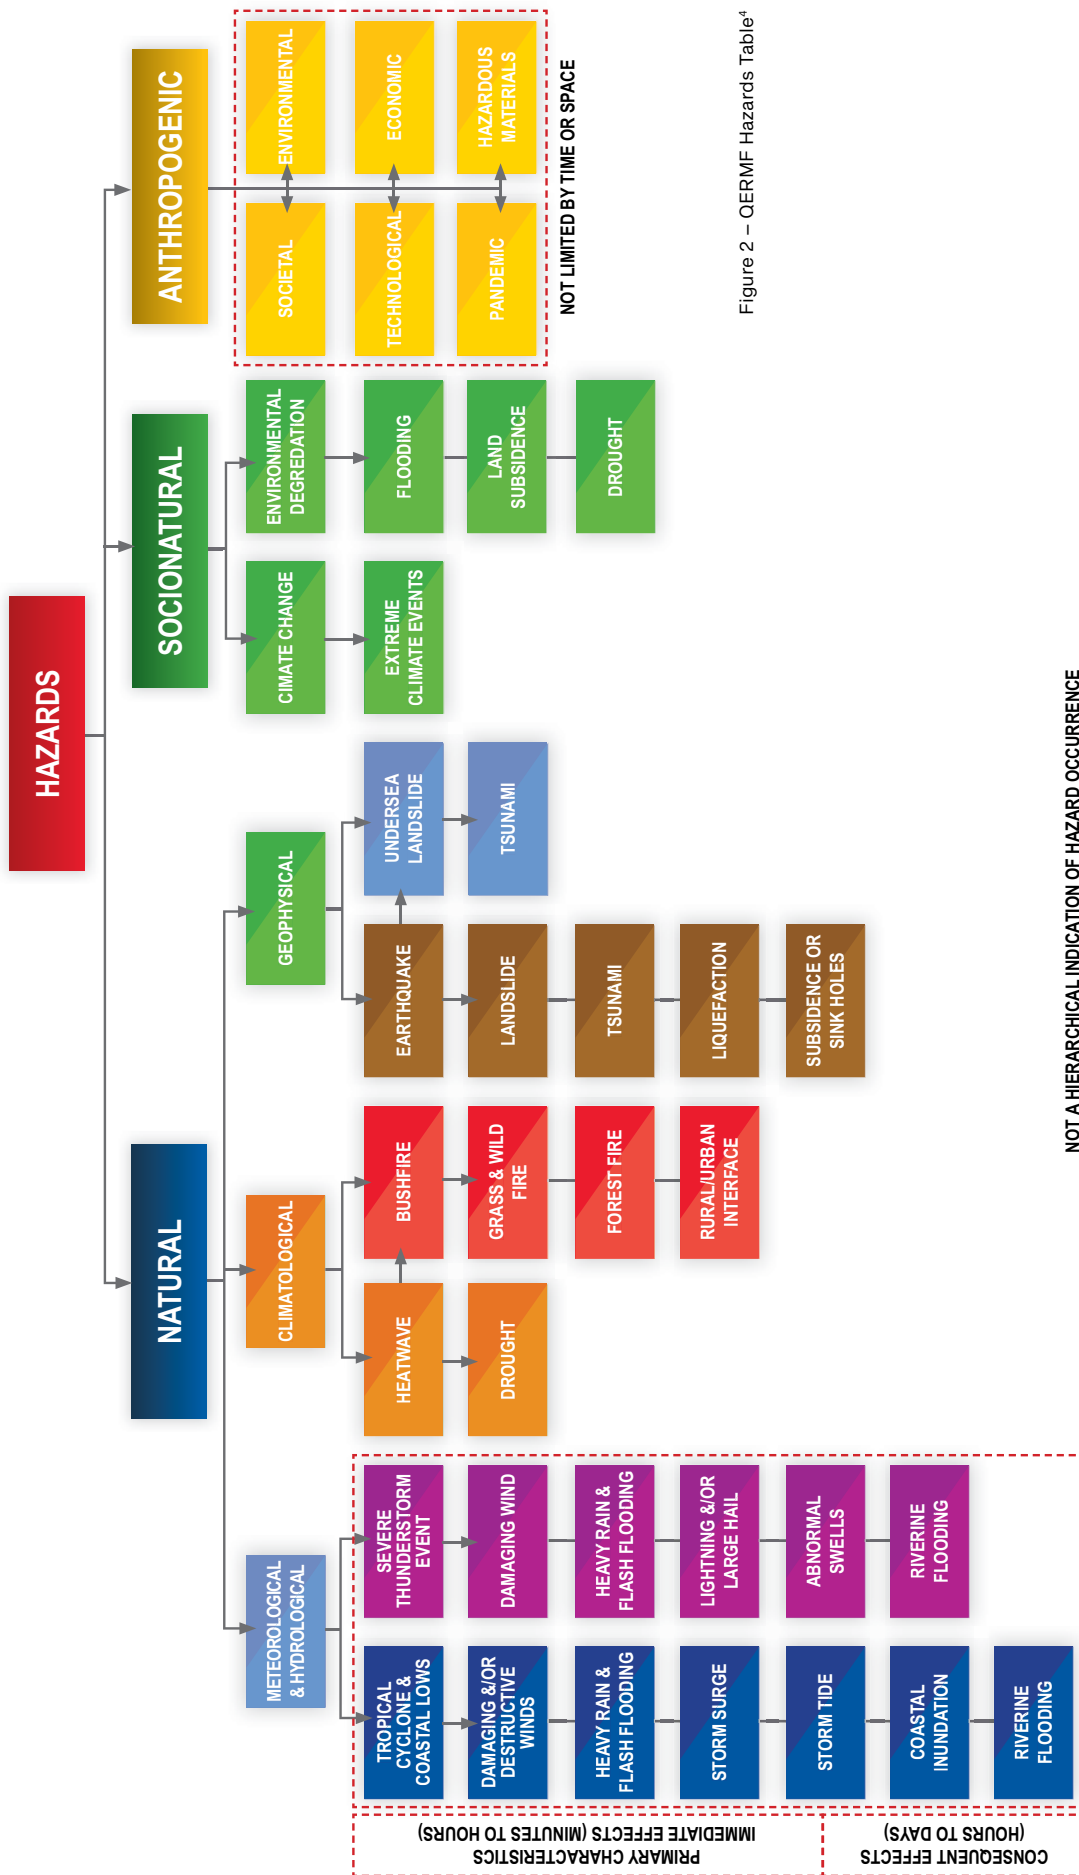 HAZARDS
NATURAL
SOCIONATURAL
ANTHROPOGENIC
METEOROLOGICAL
& HYDROLOGICAL
CLIMATOLOGICAL
GEOPHYSICAL
CIMATE CHANGE
ENVIRONMENTAL
DEGREDATION
SOCIETAL
ENVIRONMENTAL
TROPICAL
CYCLONE &
COASTAL LOWS
SEVERE
THUNDERSTORM
EVENT
HEATWAVE
BUSHFIRE
EARTHQUAKE
UNDERSEA
LANDSLIDE
EXTREME
CLIMATE EVENTS
FLOODING
TECHNOLOGICAL
ECONOMIC
DAMAGING &/OR
DESTRUCTIVE
WINDS
DAMAGING WIND
DROUGHT
GRASS & WILD
FIRE
LANDSLIDE
TSUNAMI
LAND
SUBSIDENCE
PANDEMIC
HAZARDOUS
MATERIALS
NOT LIMITED BY TIME OR SPACE
HEAVY RAIN &
FLASH FLOODING
HEAVY RAIN &
FLASH FLOODING
FOREST FIRE
TSUNAMI
DROUGHT
STORM SURGE
LIGHTNING &/OR
LARGE HAIL
RURAL/URBAN
INTERFACE
LIQUEFACTION
STORM TIDE
ABNORMAL
SWELLS
SUBSIDENCE OR
SINK HOLES
COASTAL
INUNDATION
RIVERINE
FLOODING
RIVERINE
FLOODING
PRIMARY CHARACTERISTICS
IMMEDIATE EFFECTS (MINUTES TO HOURS)
CONSEQUENT EFFECTS
(HOURS TO DAYS)
Figure 2 – QERMF Hazards Table⁴
NOT A HIERARCHICAL INDICATION OF HAZARD OCCURRENCE